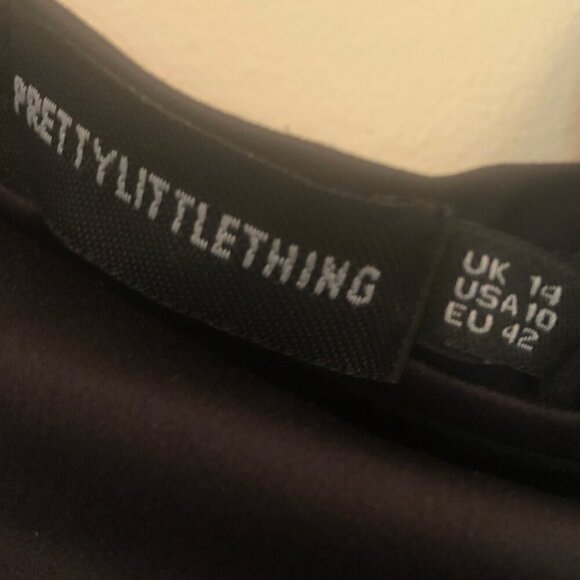 PRETTYLITTLETHING
UK 14
USA 10
EU 42